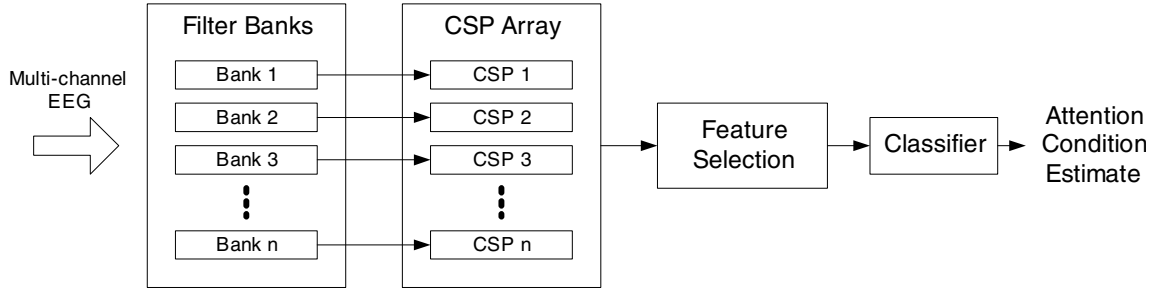 Multi-channel
EEG
Filter Banks
Bank 1
Bank 2
Bank 3
Bank n
CSP Array
CSP 1
CSP 2
CSP 3
CSP n
Feature
Selection
Classifier
Attention
Condition
Estimate